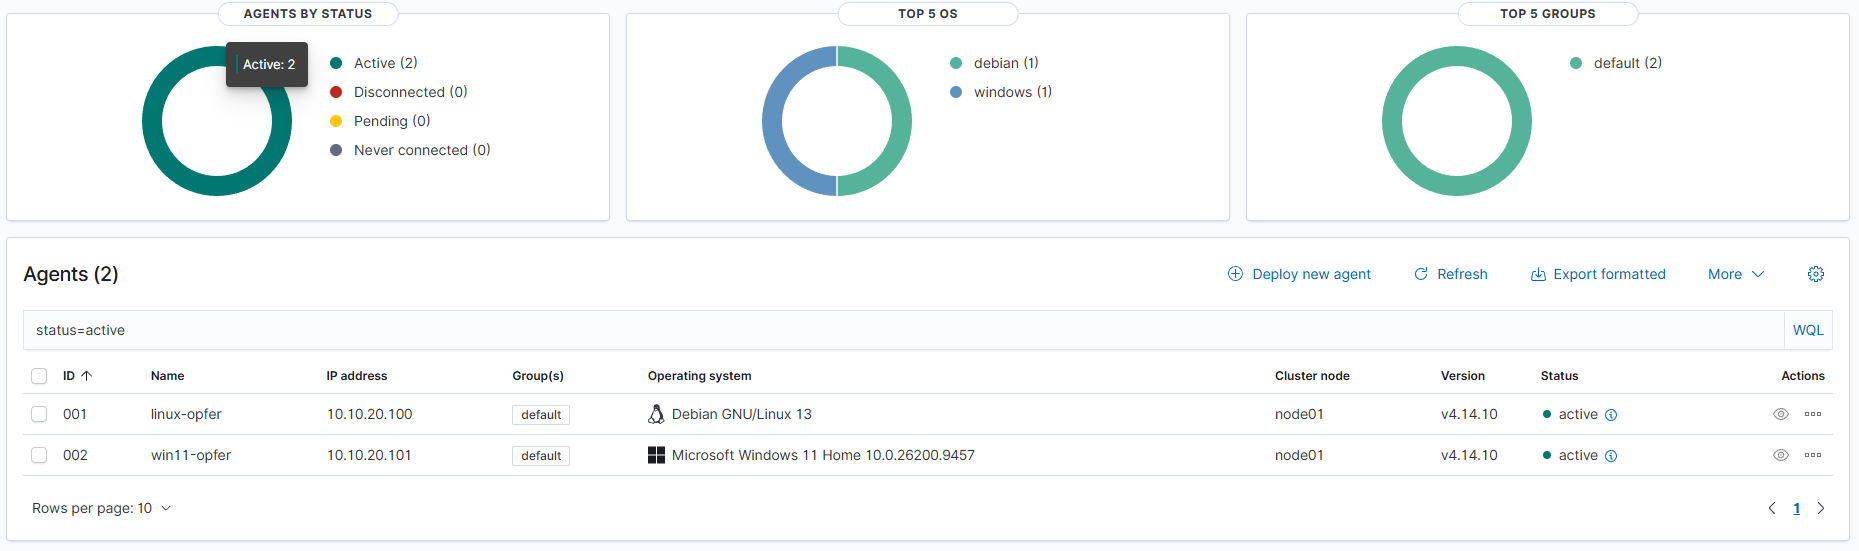 AGENTS BY STATUS
Active: 2
Active (2)
Disconnected (0)
Pending (0)
Never connected (0)
TOP 5 OS
debian (1)
windows (1)
TOP 5 GROUPS
default (2)
Agents (2)
Deploy new agent
Refresh
Export formatted
More
status=active
WQL
ID Name IP address Group(s) Operating system Cluster node Version Status Actions
001 linux-opfer 10.10.20.100 default Debian GNU/Linux 13 node01 v4.14.10 active
002 win11-opfer 10.10.20.101 default Microsoft Windows 11 Home 10.0.26200.9457 node01 v4.14.10 active
Rows per page: 10
1